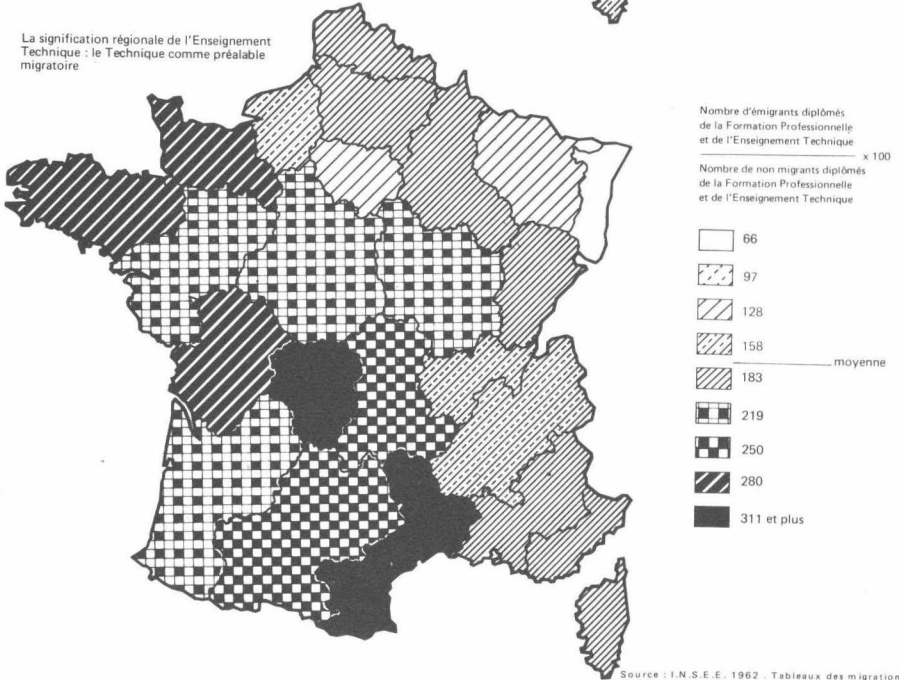 La signification régionale de l'Enseignement
Technique : le Technique comme préalable
migratoire
Nombre d'émigrants diplômés
de la Formation Professionnelle
et de l'Enseignement Technique
x 100
Nombre de non migrants diplômés
de la Formation Professionnelle
et de l'Enseignement Technique
66
97
128
158
moyenne
183
219
250
280
311 et plus
Source : I.N.S.E.E. 1962 . Tableaux des migration